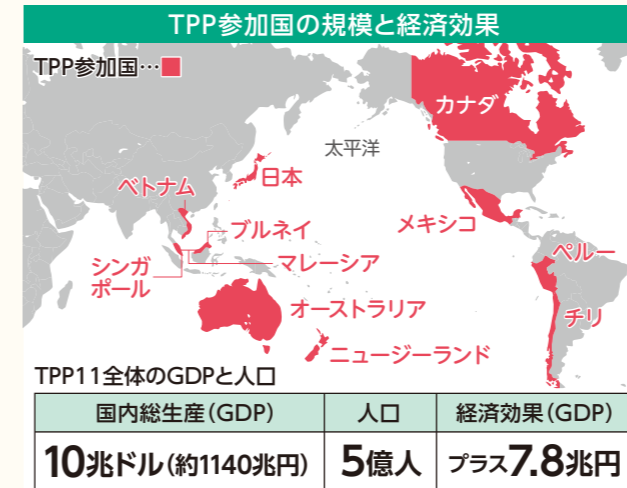 TPP参加国の規模と経済効果
TPP参加国…
カナダ
太平洋
日本
ベトナム
ブルネイ
メキシコ
ペルー
シンガ
ポール
マレーシア
オーストラリア
チリ
ニュージーランド
TPP11全体のGDPと人口
国内総生産(GDP) 人口 経済効果(GDP)
10兆ドル(約1140兆円) 5億人 プラス7.8兆円